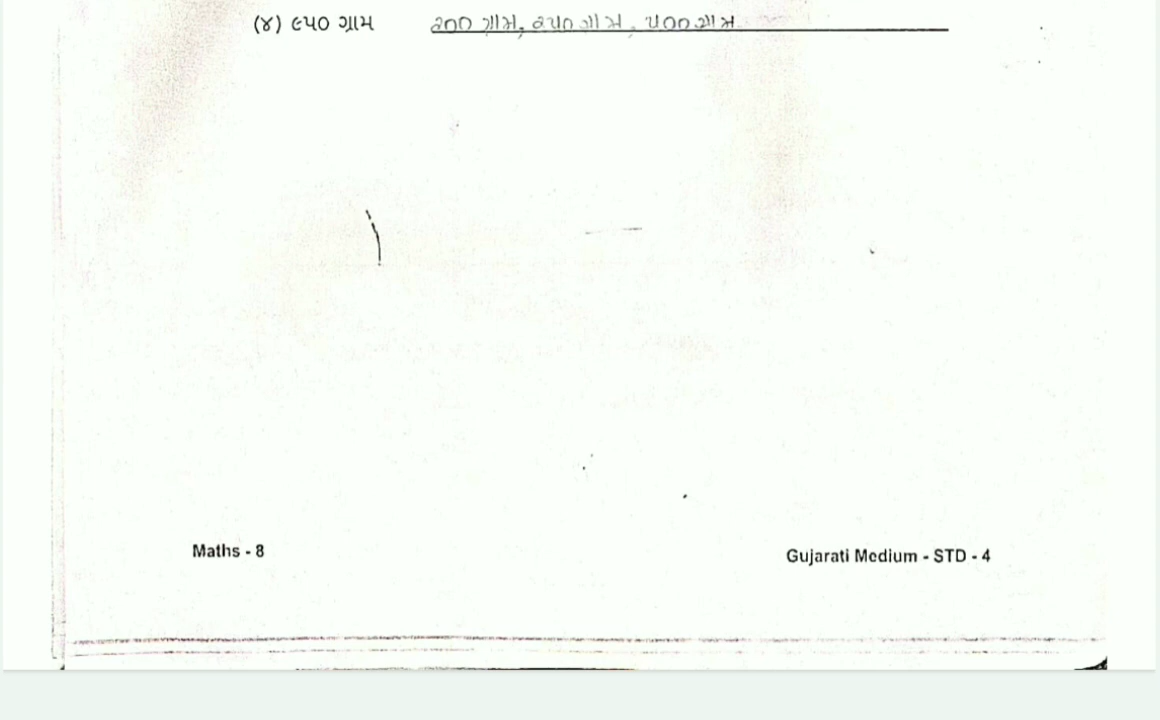 (૪) ૯૫૦ ગ્રામ ૨૦૦ ગ્રામ, ૨૫૦ ગ્રામ, ૫૦૦ ગ્રામ
Maths - 8 Gujarati Medium - STD - 4